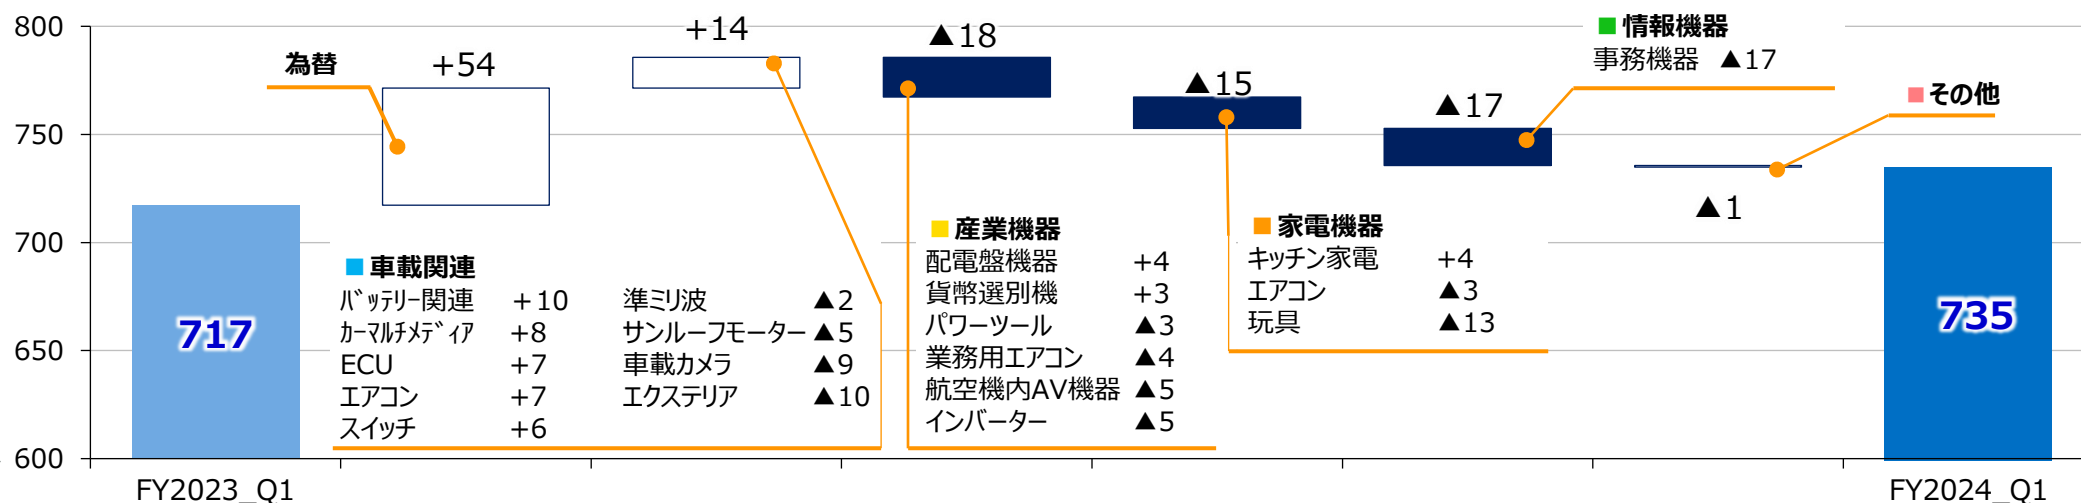 800
750
700
650
600
717
FY2023_Q1
為替
+54
+14
■ 車載関連
バッテリー関連 +10
カーマルチメディア +8
ECU +7
エアコン +7
スイッチ +6
準ミリ波 ▲2
サンルーフモーター ▲5
車載カメラ ▲9
エクステリア ▲10
▲18
■ 産業機器
配電盤機器 +4
貨幣選別機 +3
パワーツール ▲3
業務用エアコン ▲4
航空機内AV機器 ▲5
インバーター ▲5
▲15
■ 家電機器
キッチン家電 +4
エアコン ▲3
玩具 ▲13
▲17
■ 情報機器
事務機器 ▲17
■ その他
▲1
735
FY2024_Q1